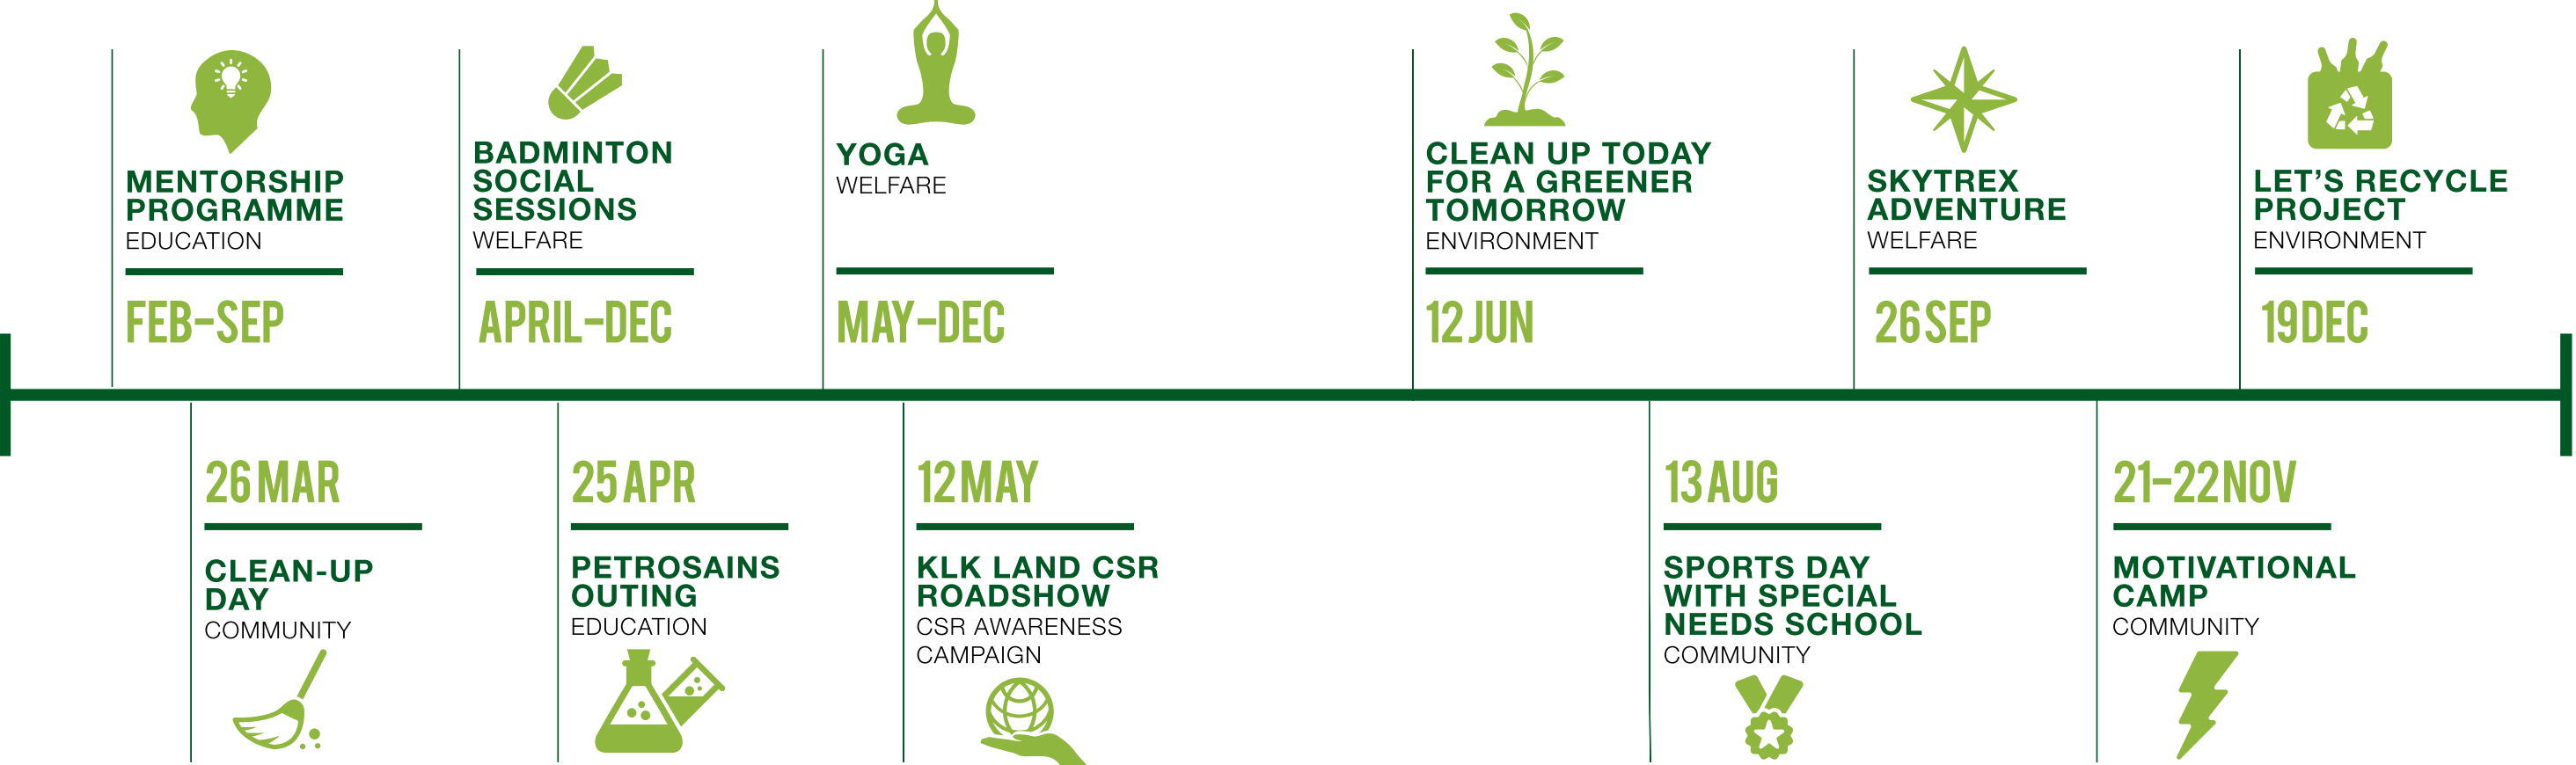 MENTORSHIP
PROGRAMME
EDUCATION
FEB–SEP
BADMINTON
SOCIAL
SESSIONS
WELFARE
APRIL–DEC
YOGA
WELFARE
MAY–DEC
CLEAN UP TODAY
FOR A GREENER
TOMORROW
ENVIRONMENT
12 JUN
SKYTREX
ADVENTURE
WELFARE
26 SEP
LET’S RECYCLE
PROJECT
ENVIRONMENT
19 DEC
26 MAR
CLEAN-UP
DAY
COMMUNITY
25 APR
PETROSAINS
OUTING
EDUCATION
12 MAY
KLK LAND CSR
ROADSHOW
CSR AWARENESS
CAMPAIGN
13 AUG
SPORTS DAY
WITH SPECIAL
NEEDS SCHOOL
COMMUNITY
21–22 NOV
MOTIVATIONAL
CAMP
COMMUNITY